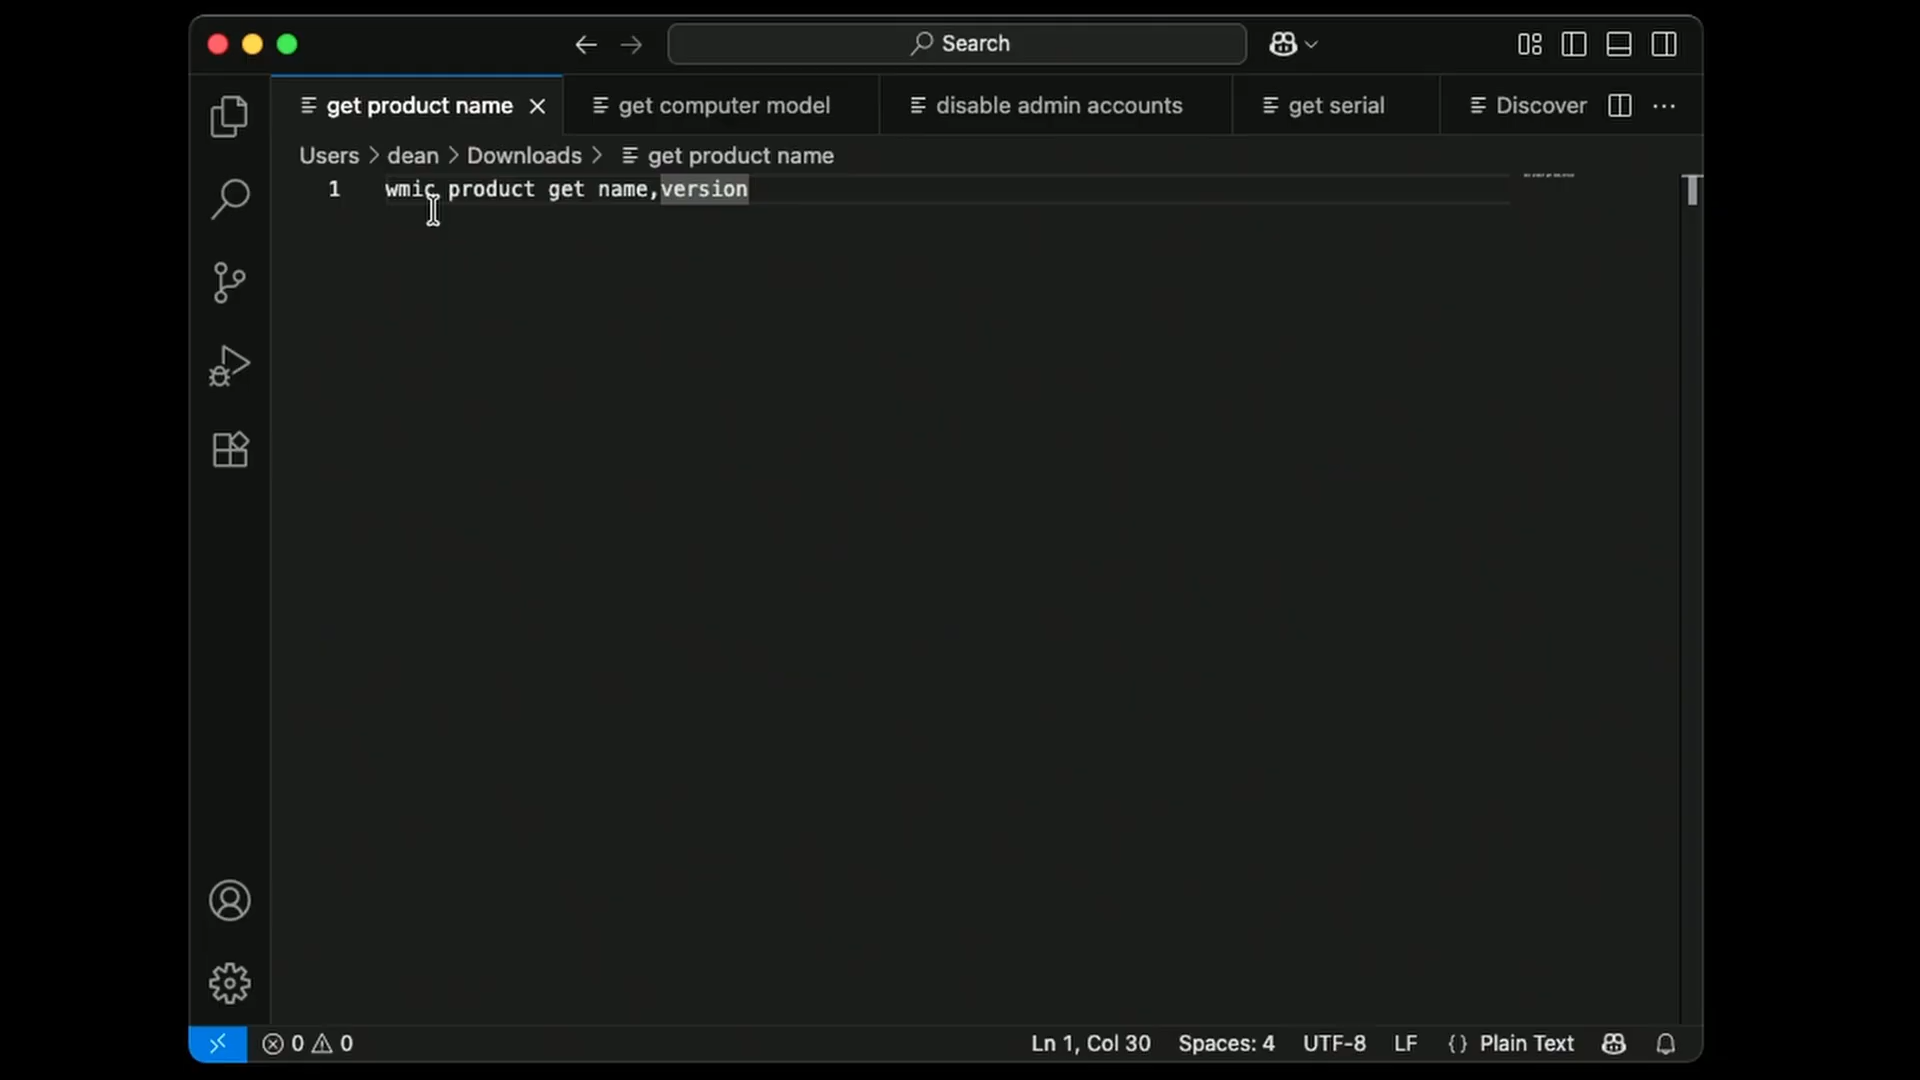 Search
get product name
get computer model
disable admin accounts
get serial
Discover
Users > dean > Downloads > get product name
1 wmic product get name,version
0 0
Ln 1, Col 30
Spaces: 4
UTF-8
LF
{} Plain Text